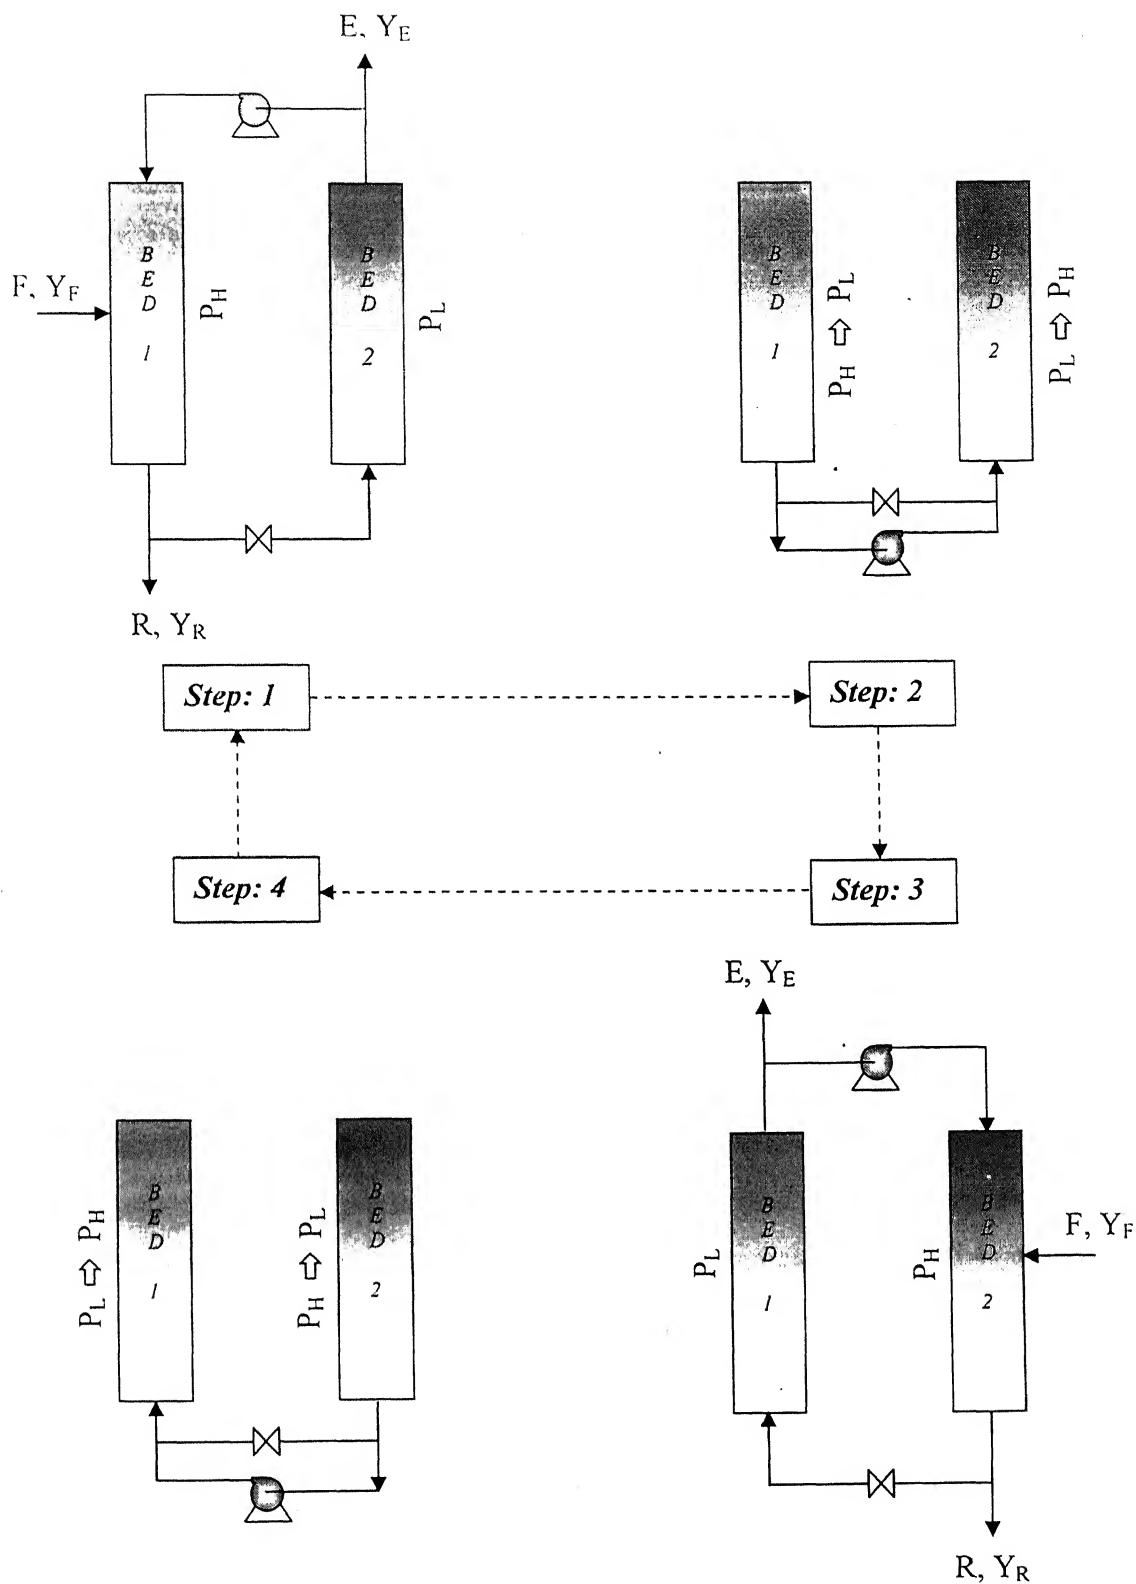 E, Y_E
B
E
D
1
F, Y_F
P_H
B
E
D
2
P_L
R, Y_R
B
E
D
1
P_H ⇨ P_L
B
E
D
2
P_L ⇨ P_H
Step: 1
Step: 2
Step: 4
Step: 3
B
E
D
1
P_L ⇨ P_H
B
E
D
2
P_H ⇨ P_L
E, Y_E
B
E
D
1
P_L
B
E
D
2
P_H
F, Y_F
R, Y_R